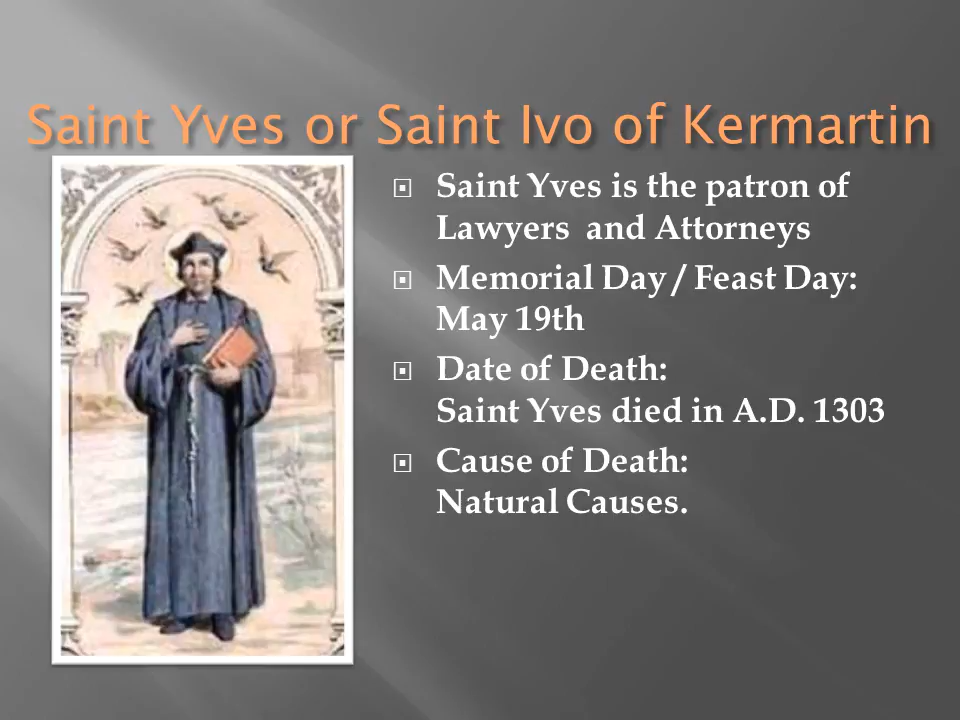 Saint Yves or Saint Ivo of Kermartin
Saint Yves is the patron of
Lawyers and Attorneys
Memorial Day / Feast Day:
May 19th
Date of Death:
Saint Yves died in A.D. 1303
Cause of Death:
Natural Causes.